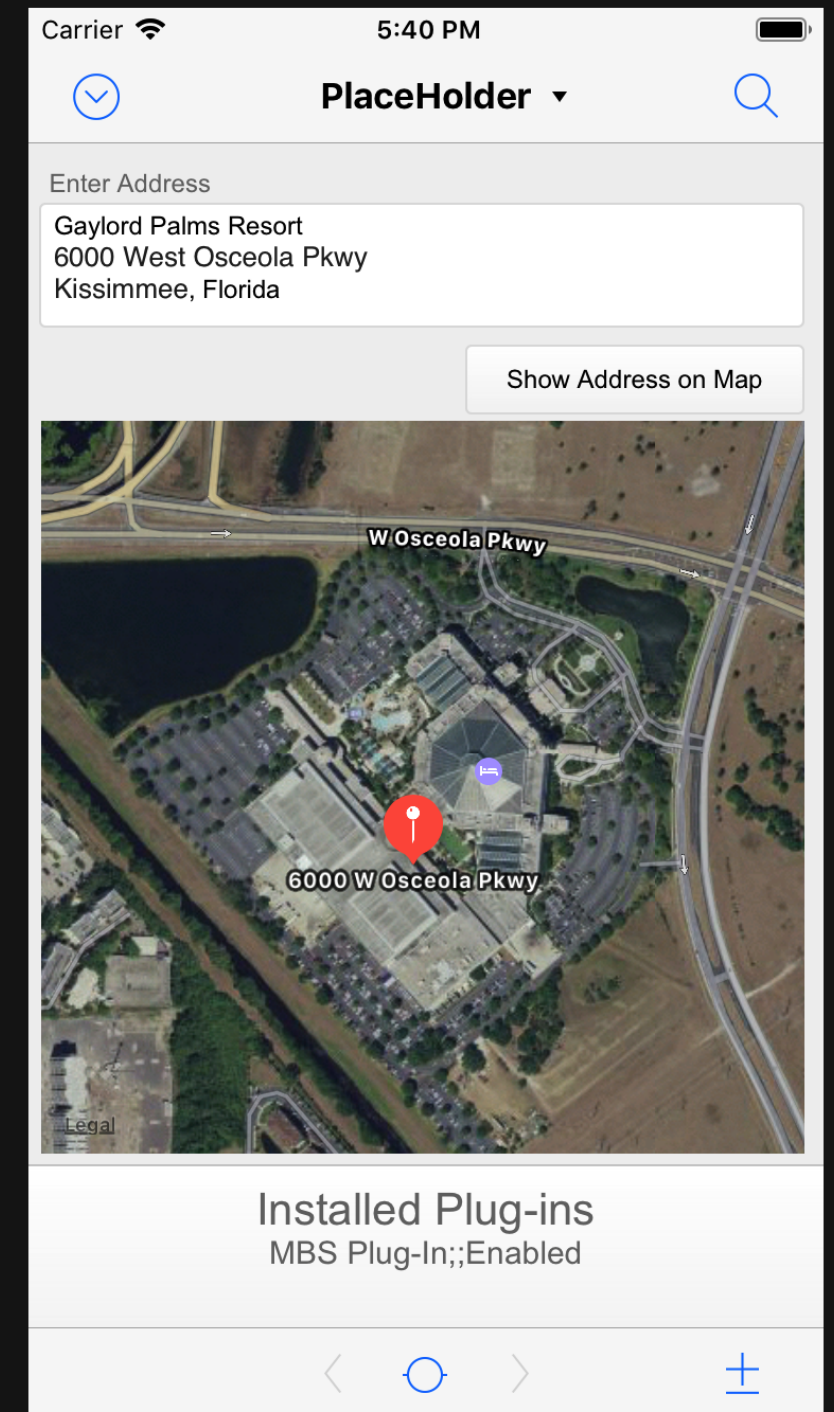 Carrier
5:40 PM
PlaceHolder
Enter Address
Gaylord Palms Resort
6000 West Osceola Pkwy
Kissimmee, Florida
Show Address on Map
W Osceola Pkwy
6000 W Osceola Pkwy
Legal
Installed Plug-ins
MBS Plug-In;;Enabled